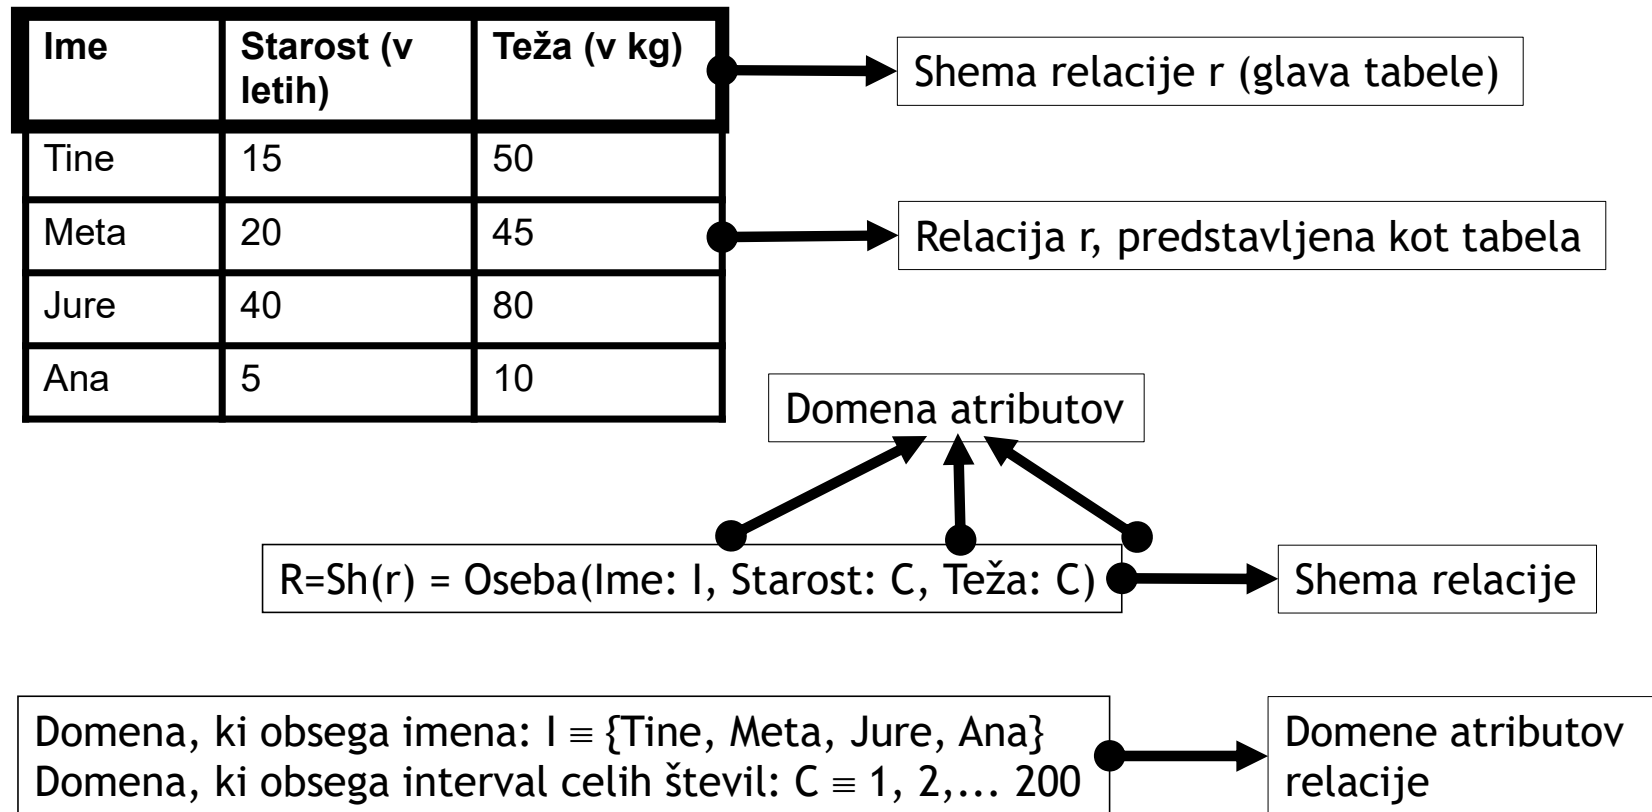 Ime Starost (v Teža (v kg)
letih)
Shema relacije r (glava tabele)
Tine 15 50
Meta 20 45
Relacija r, predstavljena kot tabela
Jure 40 80
Ana 5 10
Domena atributov
R=Sh(r) = Oseba(Ime: I, Starost: C, Teža: C)
Shema relacije
Domena, ki obsega imena: I ≡ {Tine, Meta, Jure, Ana}
Domena, ki obsega interval celih števil: C ≡ 1, 2,... 200
Domene atributov
relacije